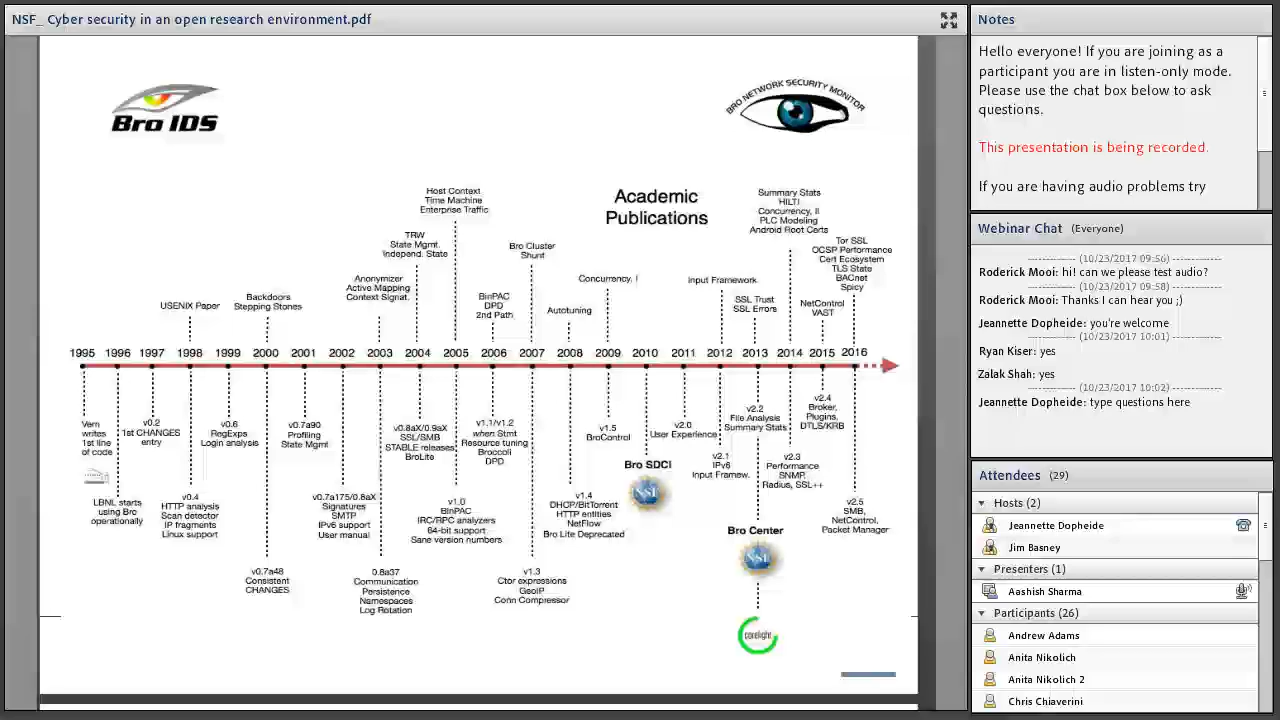 NSF_ Cyber security in an open research environment.pdf
Bro IDS
BRO NETWORK SECURITY MONITOR
Academic
Publications
USENIX Paper
Backdoors
Stepping Stones
Anonymizer
Active Mapping
Context Signat.
TRW
State Mgmt.
Independ. State
Host Context
Time Machine
Enterprise Traffic
BinPAC
DPD
2nd Path
Bro Cluster
Shunt
Autotuning
Concurrency, I
Input Framework
SSL Trust
SSL Errors
Summary Stats
HILTI
Concurrency, II
PLC Modeling
Android Root Certs
NetControl
VAST
Tor SSL
OCSP Performance
Cert Ecosystem
TLS State
BACnet
Spicy
1995 1996 1997 1998 1999 2000 2001 2002 2003 2004 2005 2006 2007 2008 2009 2010 2011 2012 2013 2014 2015 2016
Vern
writes
1st line
of code
LBNL starts
using Bro
operationally
v0.2
1st CHANGES
entry
v0.4
HTTP analysis
Scan detector
IP fragments
Linux support
v0.6
RegExps
Login analysis
v0.7a48
Consistent
CHANGES
v0.7a90
Profiling
State Mgmt
v0.7a175/0.8aX
Signatures
SMTP
IPv6 support
User manual
0.8a37
Communication
Persistence
Namespaces
Log Rotation
v0.8aX/0.9aX
SSL/SMB
STABLE releases
BroLite
v1.0
BinPAC
IRC/RPC analyzers
64-bit support
Sane version numbers
v1.1/v1.2
when Stmt
Resource tuning
Broccoli
DPD
v1.3
Ctor expressions
GeoIP
Conn Compressor
v1.4
DHCP/BitTorrent
HTTP entities
NetFlow
Bro Lite Deprecated
v1.5
BroControl
Bro SDCI
NSF
v2.0
User Experience
v2.1
IPv6
Input Framew.
v2.2
File Analysis
Summary Stats
Bro Center
NSF
corelight
v2.3
Performance
SNMP
Radius, SSL++
v2.4
Broker,
Plugins,
DTLS/KRB
v2.5
SMB,
NetControl,
Packet Manager
Notes
Hello everyone! If you are joining as a
participant you are in listen-only mode.
Please use the chat box below to ask
questions.
This presentation is being recorded.
If you are having audio problems try
Webinar Chat (Everyone)
(10/23/2017 09:56)
Roderick Mooi: hi! can we please test audio?
(10/23/2017 09:58)
Roderick Mooi: Thanks I can hear you ;)
Jeannette Dopheide: you're welcome
(10/23/2017 10:01)
Ryan Kiser: yes
Zalak Shah: yes
(10/23/2017 10:02)
Jeannette Dopheide: type questions here
Attendees (29)
Hosts (2)
Jeannette Dopheide
Jim Basney
Presenters (1)
Aashish Sharma
Participants (26)
Andrew Adams
Anita Nikolich
Anita Nikolich 2
Chris Chiaverini